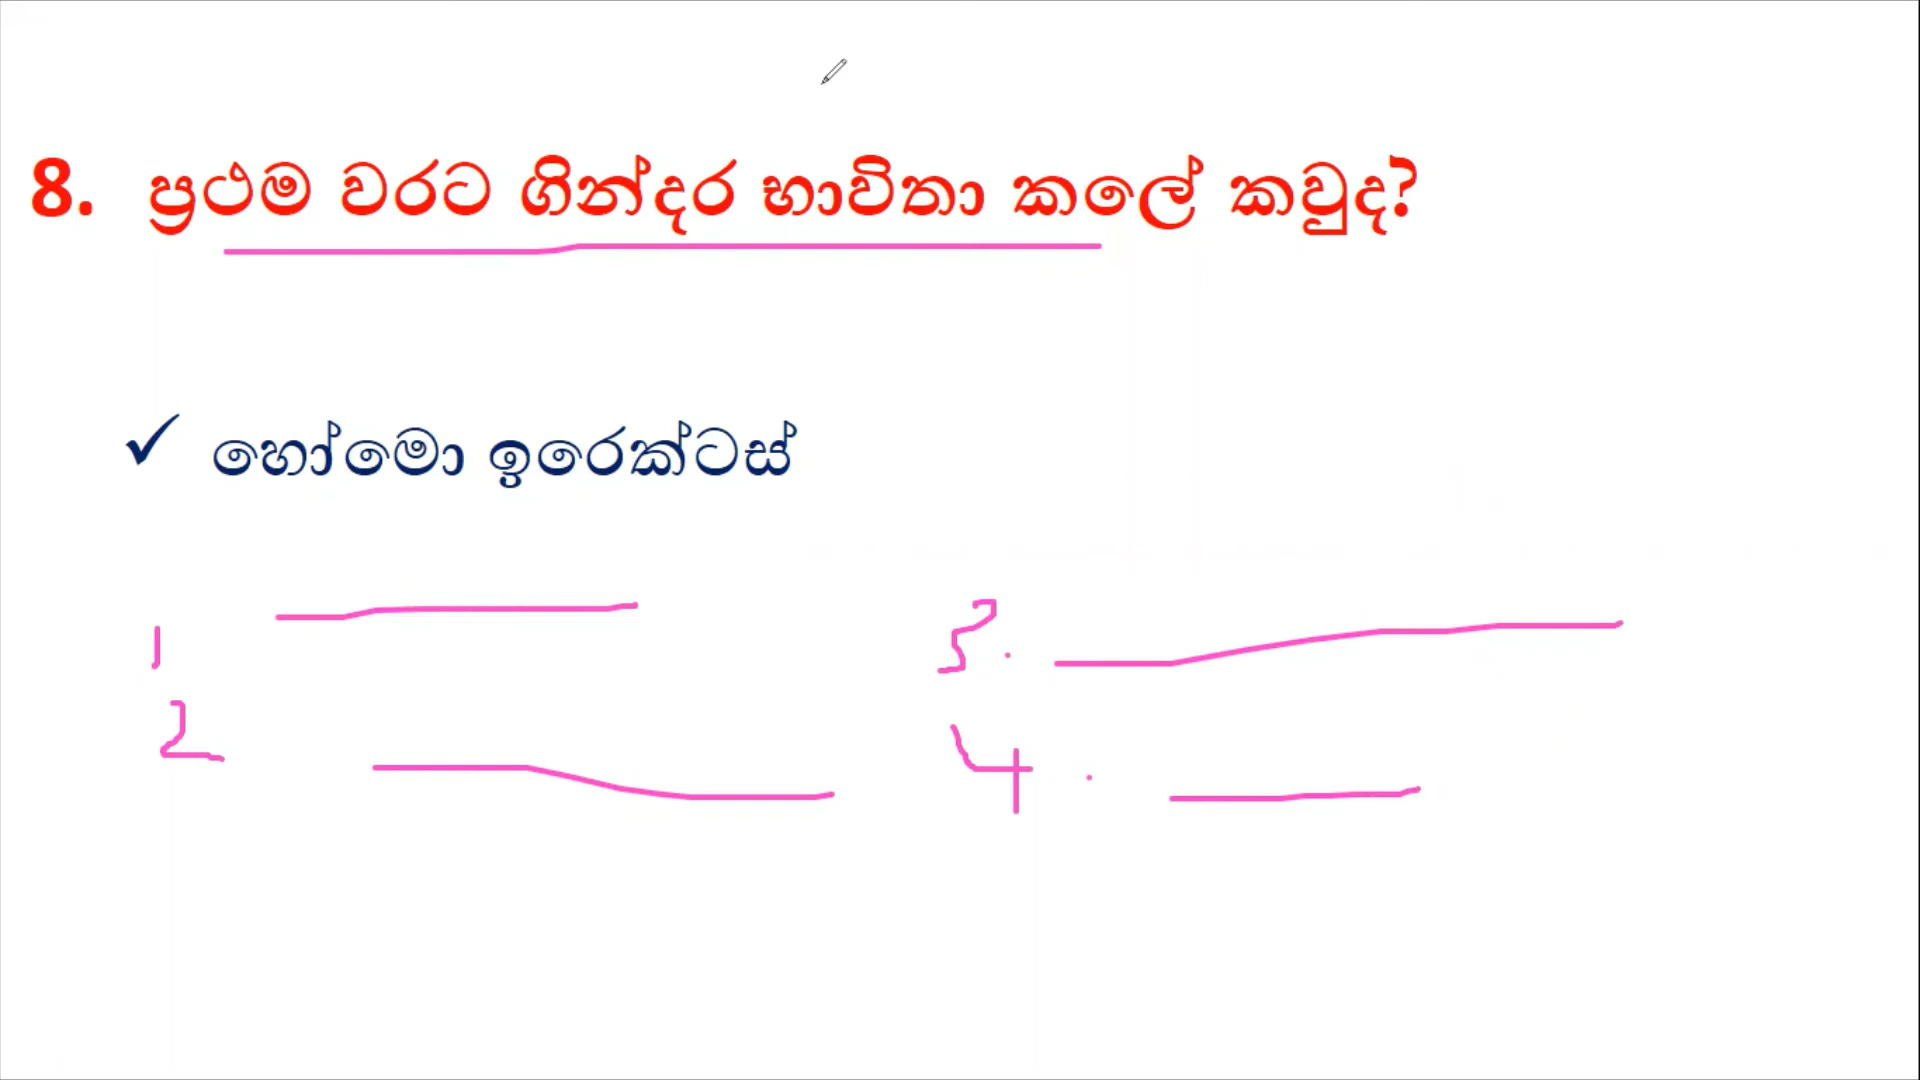 8. ප්‍රථම වරට ගින්දර භාවිතා කලේ කවුද?
✓ හෝමෝ ඉරෙක්ටස්
1
3.
2
4.